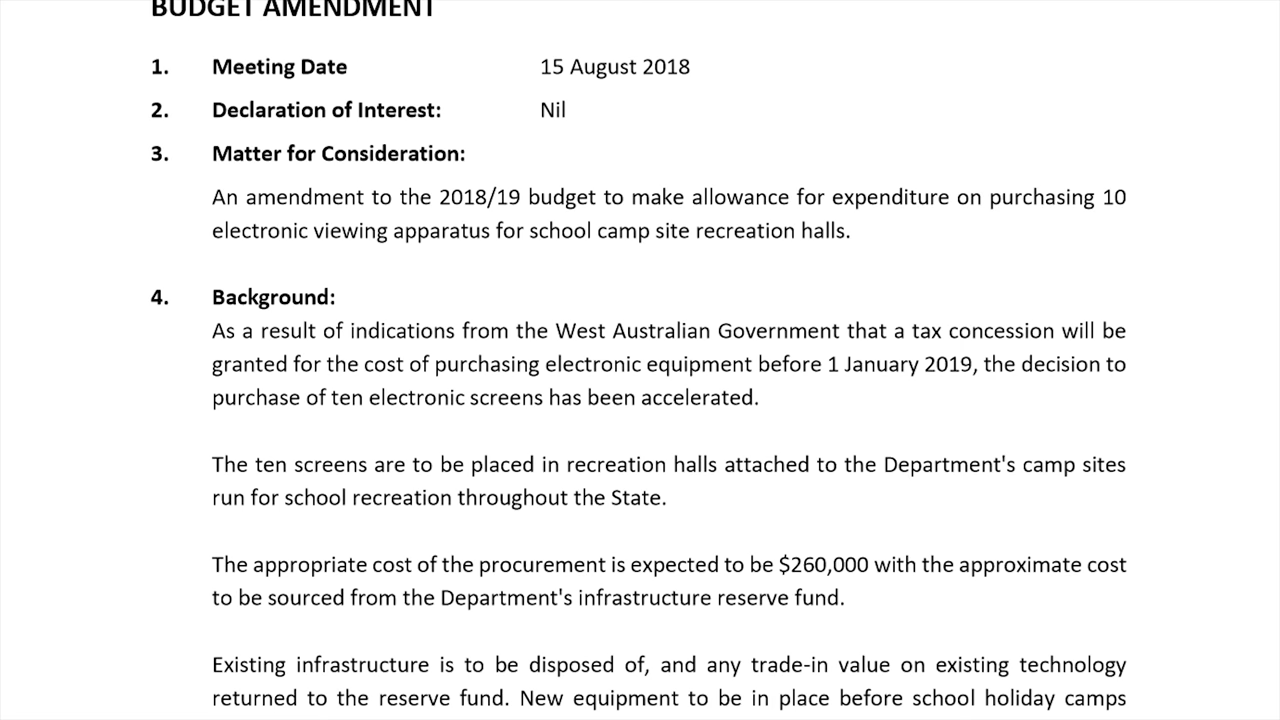 BUDGET AMENDMENT
1. Meeting Date 15 August 2018
2. Declaration of Interest: Nil
3. Matter for Consideration:
An amendment to the 2018/19 budget to make allowance for expenditure on purchasing 10
electronic viewing apparatus for school camp site recreation halls.
4. Background:
As a result of indications from the West Australian Government that a tax concession will be
granted for the cost of purchasing electronic equipment before 1 January 2019, the decision to
purchase of ten electronic screens has been accelerated.
The ten screens are to be placed in recreation halls attached to the Department's camp sites
run for school recreation throughout the State.
The appropriate cost of the procurement is expected to be $260,000 with the approximate cost
to be sourced from the Department's infrastructure reserve fund.
Existing infrastructure is to be disposed of, and any trade-in value on existing technology
returned to the reserve fund. New equipment to be in place before school holiday camps